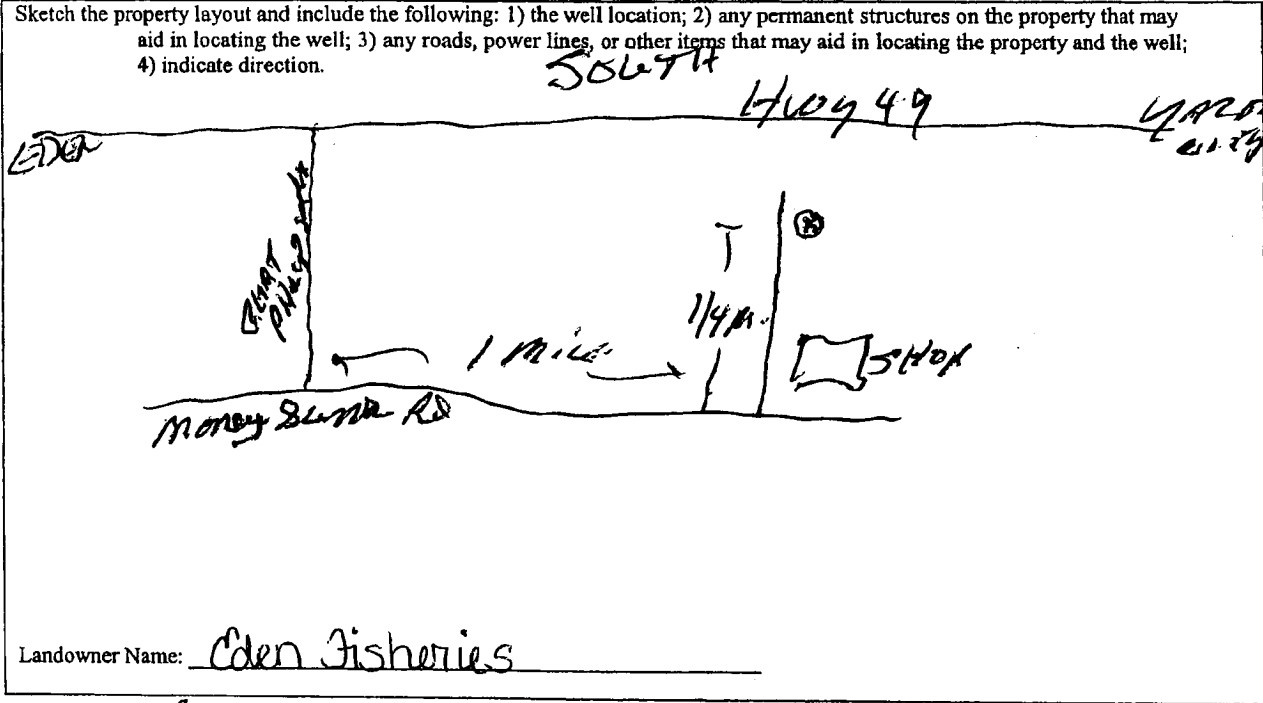 Sketch the property layout and include the following: 1) the well location; 2) any permanent structures on the property that may
aid in locating the well; 3) any roads, power lines, or other items that may aid in locating the property and the well;
4) indicate direction.
SOUTH
Hwy 49
EDEN
1/4 M.
1 Mile
SHOP
Money Rd
Landowner Name: Eden Fisheries